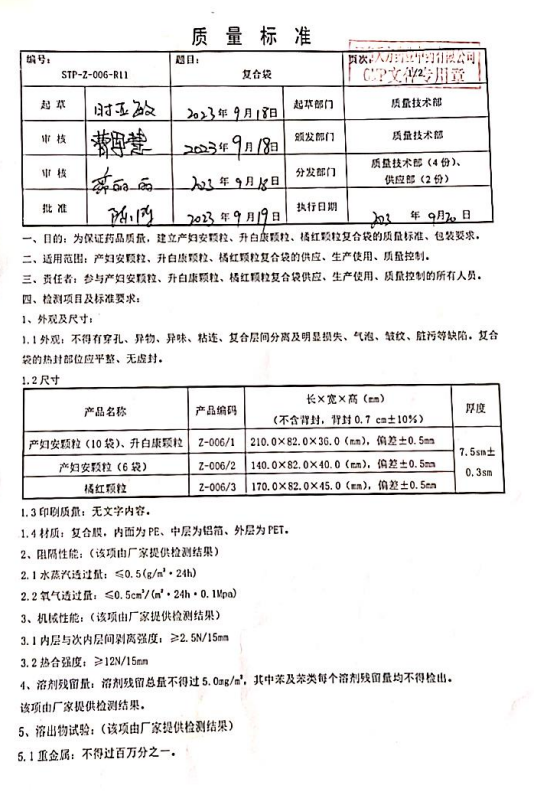 质量标准
编号：
STP-Z-006-R11
题目：
复合袋
页次：1/2
GMP文件专用章
起草
2023年9月18日
起草部门
质量技术部
审核
2023年9月18日
颁发部门
质量技术部
审核
2023年9月18日
分发部门
质量技术部（4份）、
供应部（2份）
批准
2023年9月19日
执行日期
2023年9月20日
一、目的：为保证药品质量，建立产妇安颗粒、升白康颗粒、橘红颗粒复合袋的质量标准、包装要求。
二、适用范围：产妇安颗粒、升白康颗粒、橘红颗粒复合袋的供应、生产使用、质量控制。
三、责任者：参与产妇安颗粒、升白康颗粒、橘红颗粒复合袋供应、生产使用、质量控制的所有人员。
四、检测项目及标准要求：
1、外观及尺寸：
1.1外观：不得有穿孔、异物、异味、粘连、复合层间分离及明显损失、气泡、皱纹、脏污等缺陷。复合
袋的热封部位应平整、无虚封。
1.2尺寸
产品名称
产品编码
长×宽×高（mm）
（不含背封，背封0.7 cm±10%）
厚度
产妇安颗粒（10袋）、升白康颗粒
Z-006/1
210.0×82.0×36.0（mm），偏差±0.5mm
7.5sm±
0.3sm
产妇安颗粒（6袋）
Z-006/2
140.0×82.0×40.0（mm），偏差±0.5mm
橘红颗粒
Z-006/3
170.0×82.0×45.0（mm），偏差±0.5mm
1.3印刷质量：无文字内容。
1.4材质：复合膜，内面为PE、中层为铝箔、外层为PET。
2、阻隔性能：（该项由厂家提供检测结果）
2.1水蒸汽透过量：≤0.5(g/m²·24h)
2.2氧气透过量：≤0.5cm³/(m²·24h·0.1Mpa)
3、机械性能：（该项由厂家提供检测结果）
3.1内层与次内层间剥离强度：≥2.5N/15mm
3.2热合强度：≥12N/15mm
4、溶剂残留量：溶剂残留总量不得过5.0mg/m²，其中苯及苯类每个溶剂残留量均不得检出。
该项由厂家提供检测结果。
5、溶出物试验：（该项由厂家提供检测结果）
5.1重金属：不得过百万分之一。